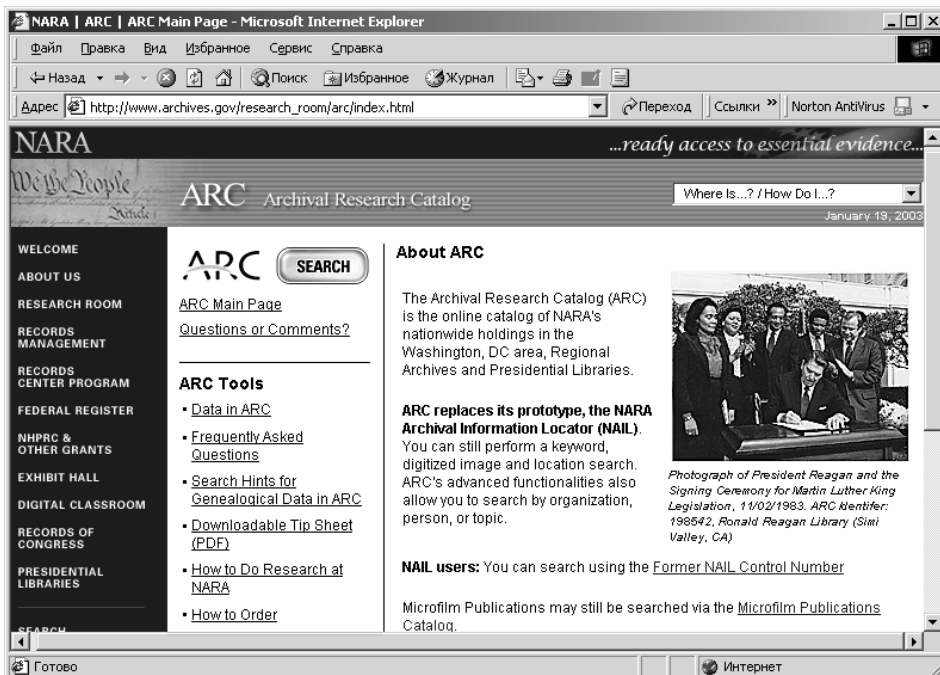 NARA | ARC | ARC Main Page - Microsoft Internet Explorer
Файл Правка Вид Избранное Сервис Справка
Назад Поиск Избранное Журнал
Адрес http://www.archives.gov/research_room/arc/index.html Переход Ссылки » Norton AntiVirus
NARA ...ready access to essential evidence...
We the People
Article
ARC Archival Research Catalog
Where Is...? / How Do I...?
January 19, 2003
WELCOME
ABOUT US
RESEARCH ROOM
RECORDS
MANAGEMENT
RECORDS
CENTER PROGRAM
FEDERAL REGISTER
NHPRC &
OTHER GRANTS
EXHIBIT HALL
DIGITAL CLASSROOM
RECORDS OF
CONGRESS
PRESIDENTIAL
LIBRARIES
SEARCH
ARC SEARCH
ARC Main Page
Questions or Comments?
ARC Tools
▪ Data in ARC
▪ Frequently Asked
Questions
▪ Search Hints for
Genealogical Data in ARC
▪ Downloadable Tip Sheet
(PDF)
▪ How to Do Research at
NARA
▪ How to Order
About ARC
The Archival Research Catalog (ARC)
is the online catalog of NARA's
nationwide holdings in the
Washington, DC area, Regional
Archives and Presidential Libraries.
ARC replaces its prototype, the NARA
Archival Information Locator (NAIL).
You can still perform a keyword,
digitized image and location search.
ARC's advanced functionalities also
allow you to search by organization,
person, or topic.
Photograph of President Reagan and the
Signing Ceremony for Martin Luther King
Legislation, 11/02/1983. ARC Identifer:
198542, Ronald Reagan Library (Simi
Valley, CA)
NAIL users: You can search using the Former NAIL Control Number
Microfilm Publications may still be searched via the Microfilm Publications
Catalog.
Готово Интернет